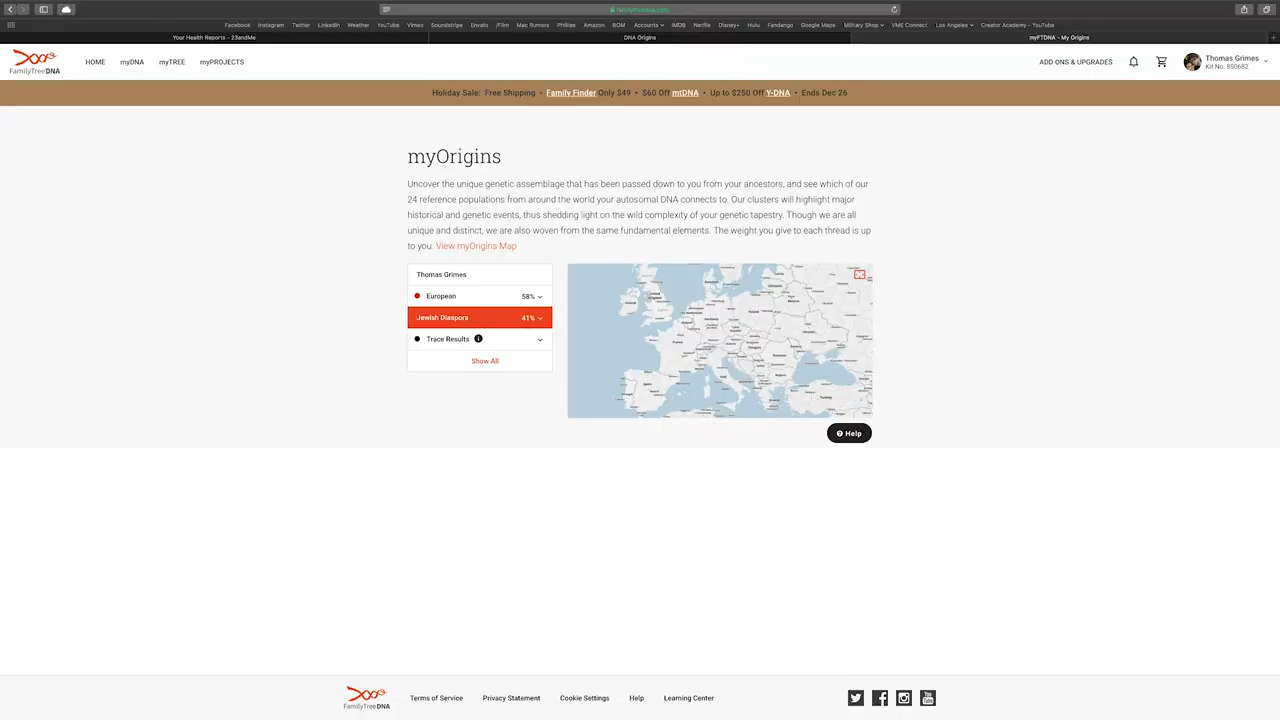 familytreedna.com
Facebook Instagram Twitter LinkedIn Weather YouTube Vimeo Soundstripe Envato /Film Mac Rumors Phillies Amazon BOM Accounts IMDB Netflix Disney+ Hulu Fandango Google Maps Military Shop VME Connect Los Angeles Creator Academy - YouTube
Your Health Reports - 23andMe DNA Origins myFTDNA - My Origins
FamilyTreeDNA HOME myDNA myTREE myPROJECTS ADD ONS & UPGRADES Thomas Grimes
Kit No. 850682
Holiday Sale: Free Shipping • Family Finder Only $49 • $60 Off mtDNA • Up to $250 Off Y-DNA • Ends Dec 26
myOrigins
Uncover the unique genetic assemblage that has been passed down to you from your ancestors, and see which of our
24 reference populations from around the world your autosomal DNA connects to. Our clusters will highlight major
historical and genetic events, thus shedding light on the wild complexity of your genetic tapestry. Though we are all
unique and distinct, we are also woven from the same fundamental elements. The weight you give to each thread is up
to you. View myOrigins Map
Thomas Grimes
European 58%
Jewish Diaspora 41%
Trace Results
Show All
United
Kingdom
Poland
Spain
Turkey
Help
FamilyTreeDNA Terms of Service Privacy Statement Cookie Settings Help Learning Center
You
Tube